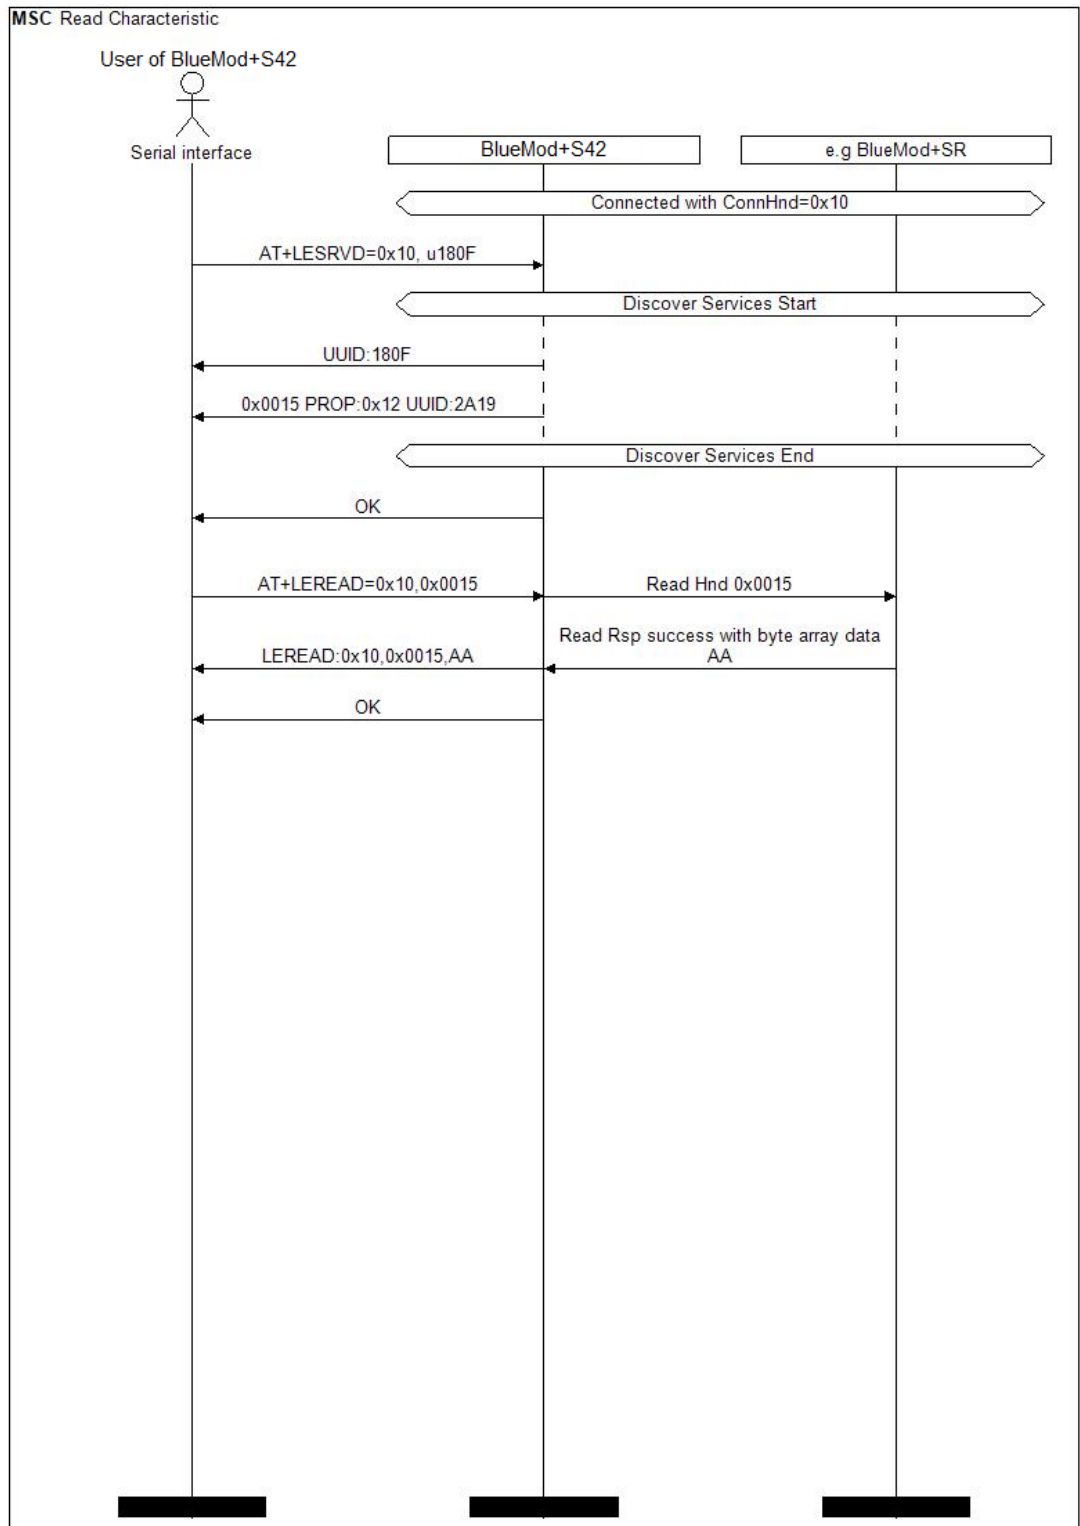 MSC Read Characteristic
User of BlueMod+S42
Serial interface
BlueMod+S42
e.g BlueMod+SR
Connected with ConnHnd=0x10
AT+LESRVD=0x10, u180F
Discover Services Start
UUID:180F
0x0015 PROP:0x12 UUID:2A19
Discover Services End
OK
AT+LEREAD=0x10,0x0015
Read Hnd 0x0015
Read Rsp success with byte array data
AA
LEREAD:0x10,0x0015,AA
OK